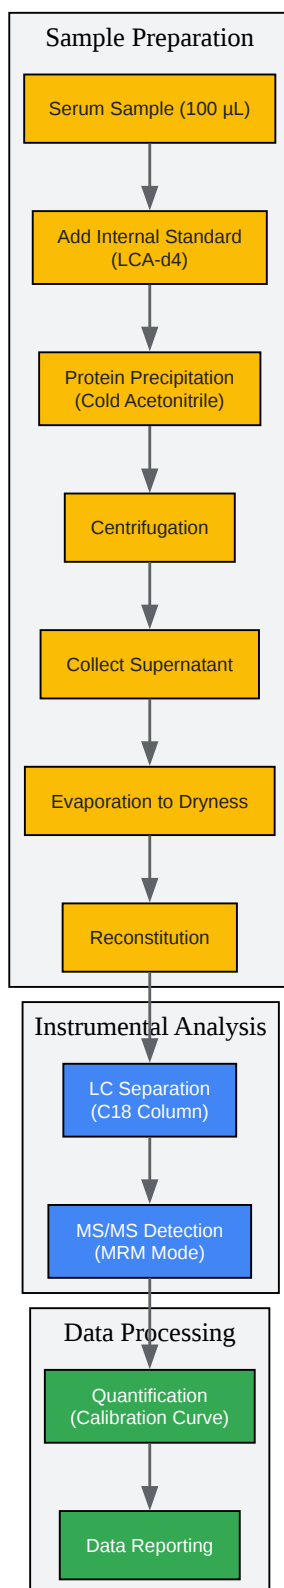 Sample Preparation
Serum Sample (100 µL)
Add Internal Standard
(LCA-d4)
Protein Precipitation
(Cold Acetonitrile)
Centrifugation
Collect Supernatant
Evaporation to Dryness
Reconstitution
Instrumental Analysis
LC Separation
(C18 Column)
MS/MS Detection
(MRM Mode)
Data Processing
Quantification
(Calibration Curve)
Data Reporting